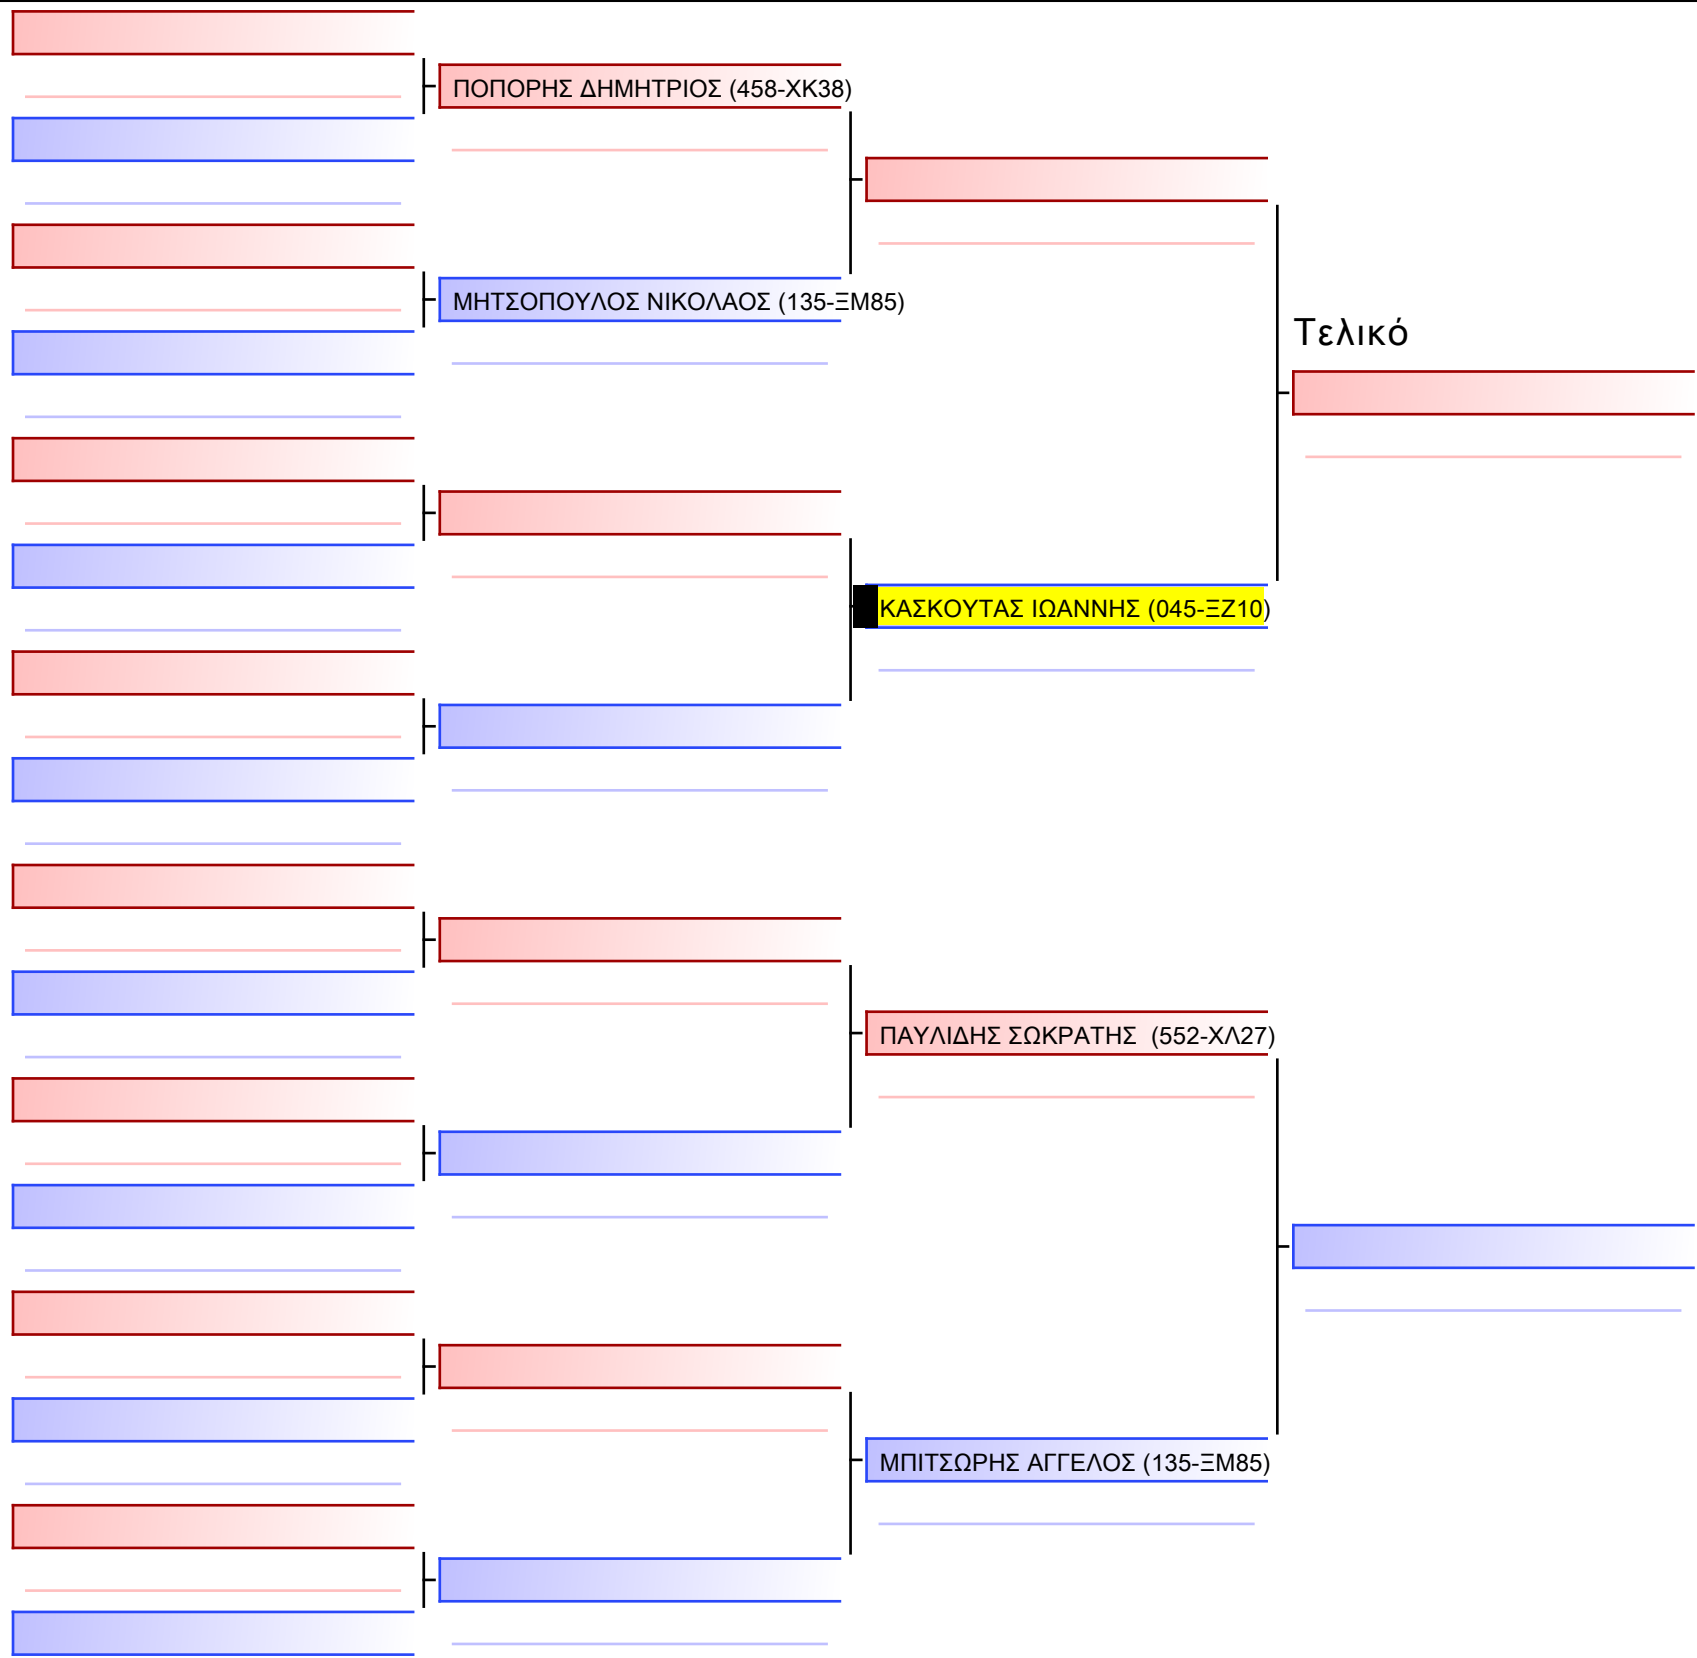 ΠΟΠΟΡΗΣ ΔΗΜΗΤΡΙΟΣ (458-ΧΚ38)
ΜΗΤΣΟΠΟΥΛΟΣ ΝΙΚΟΛΑΟΣ (135-ΞΜ85)
Τελικό
ΚΑΣΚΟΥΤΑΣ ΙΩΑΝΝΗΣ (045-ΞΖ10)
ΠΑΥΛΙΔΗΣ ΣΩΚΡΑΤΗΣ (552-ΧΛ27)
ΜΠΙΤΣΩΡΗΣ ΑΓΓΕΛΟΣ (135-ΞΜ85)